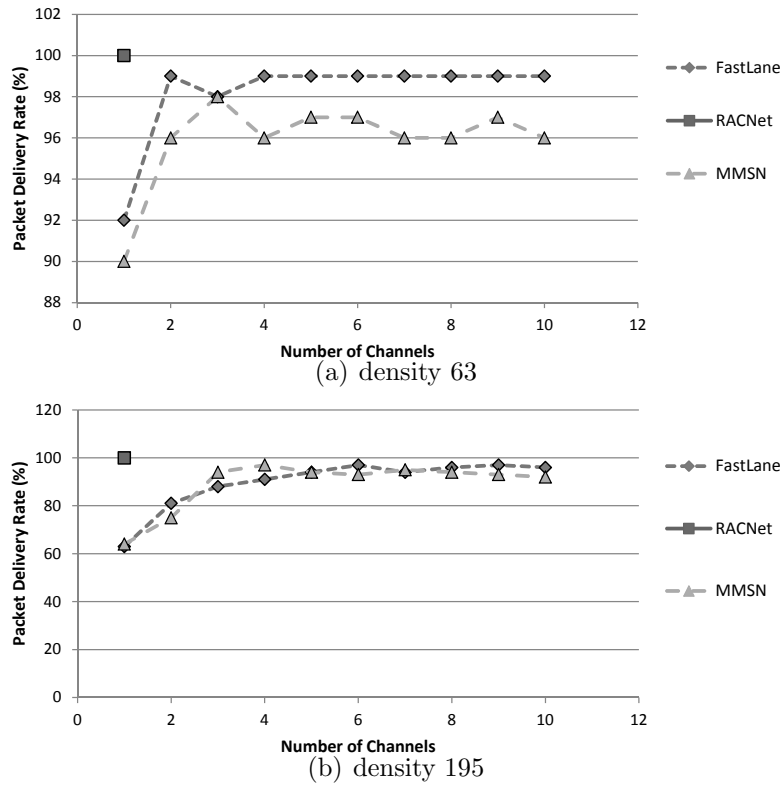 102
100
98
96
94
92
90
88
Packet Delivery Rate (%)
0 2 4 6 8 10 12
Number of Channels
FastLane
RACNet
MMSN
(a) density 63
120
100
80
60
40
20
0
Packet Delivery Rate (%)
0 2 4 6 8 10 12
Number of Channels
FastLane
RACNet
MMSN
(b) density 195